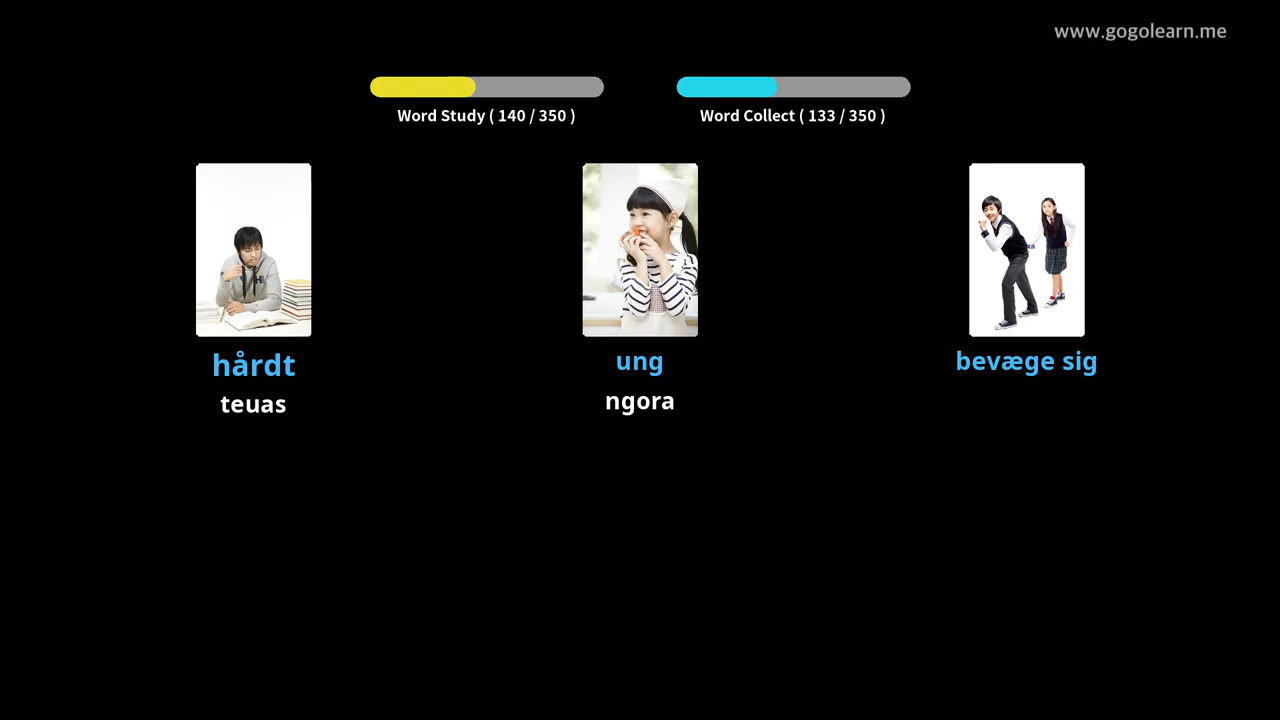 www.gogolearn.me
Word Study ( 140 / 350 )
Word Collect ( 133 / 350 )
hårdt
ung
bevæge sig
teuas
ngora